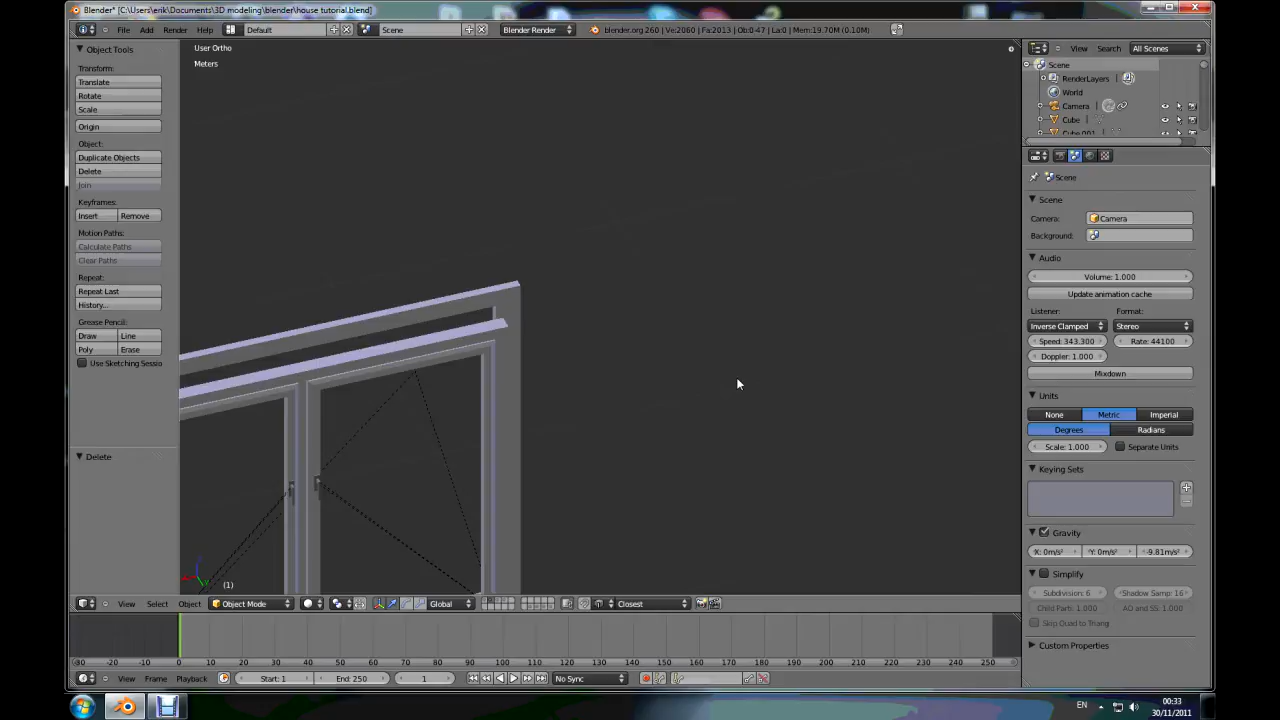 Blender* [C:\Users\erik\Documents\3D modeling\blender\house tutorial.blend]
File Add Render Help Default Scene Blender Render blender.org 260 | Ve:2060 | Fa:2013 | Ob:0-47 | La:0 | Mem:19.70M (0.10M)
Object Tools
Transform:
Translate
Rotate
Scale
Origin
Object:
Duplicate Objects
Delete
Join
Keyframes:
Insert Remove
Motion Paths:
Calculate Paths
Clear Paths
Repeat:
Repeat Last
History...
Grease Pencil:
Draw Line
Poly Erase
Use Sketching Sessio
Delete
User Ortho
Meters
(1)
View Select Object Object Mode Global Closest
-20 -10 0 10 20 30 40 50 60 70 80 90 100 110 120 130 140 150 160 170 180 190 200 210 220 230 240 250
View Frame Playback Start: 1 End: 250 1 No Sync
View Search All Scenes
Scene
RenderLayers
World
Camera
Cube
Cube.001
Scene
Scene
Camera: Camera
Background:
Audio
Volume: 1.000
Update animation cache
Listener: Format:
Inverse Clamped Stereo
Speed: 343.300 Rate: 44100
Doppler: 1.000
Mixdown
Units
None Metric Imperial
Degrees Radians
Scale: 1.000 Separate Units
Keying Sets
Gravity
X: 0m/s² Y: 0m/s² -9.81m/s²
Simplify
Subdivision: 6 Shadow Samp: 16
Child Parti: 1.000 AO and SS: 1.000
Skip Quad to Triang
Custom Properties
EN
00:33
30/11/2011